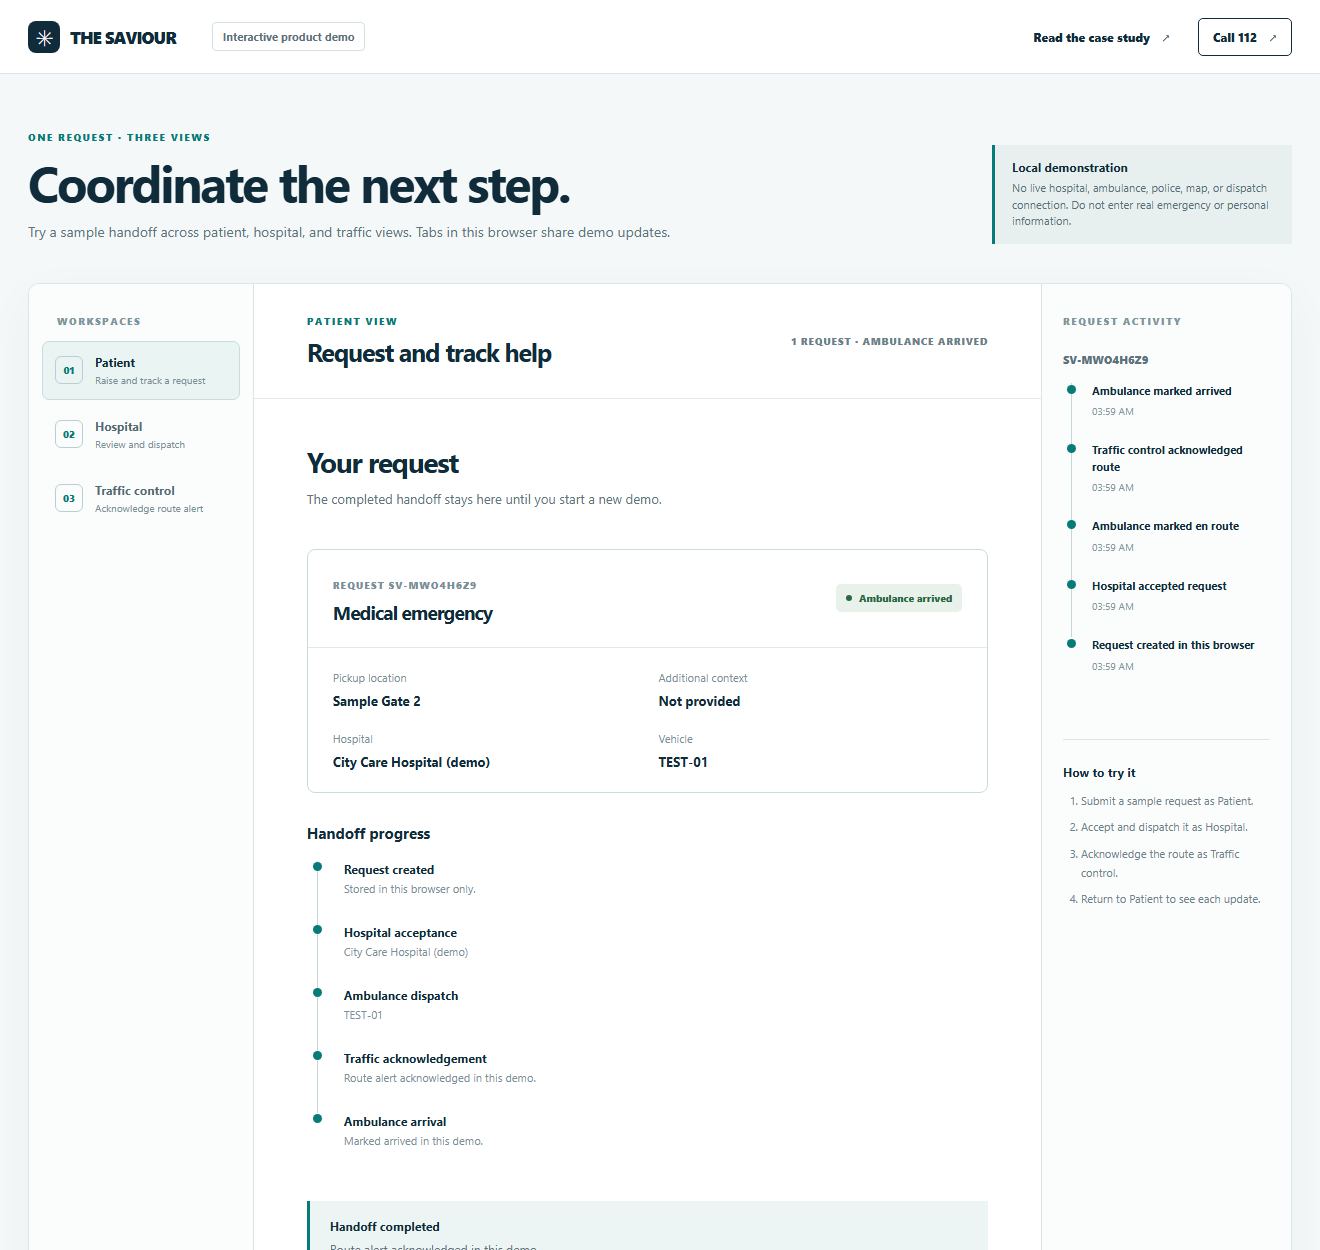 THE SAVIOUR
Interactive product demo
Read the case study ↗
Call 112 ↗
ONE REQUEST · THREE VIEWS
Coordinate the next step.
Try a sample handoff across patient, hospital, and traffic views. Tabs in this browser share demo updates.
Local demonstration
No live hospital, ambulance, police, map, or dispatch
connection. Do not enter real emergency or personal
information.
WORKSPACES
01
Patient
Raise and track a request
02
Hospital
Review and dispatch
03
Traffic control
Acknowledge route alert
PATIENT VIEW
Request and track help
1 REQUEST · AMBULANCE ARRIVED
Your request
The completed handoff stays here until you start a new demo.
REQUEST SV-MWO4H6Z9
Medical emergency
Ambulance arrived
Pickup location
Sample Gate 2
Additional context
Not provided
Hospital
City Care Hospital (demo)
Vehicle
TEST-01
Handoff progress
Request created
Stored in this browser only.
Hospital acceptance
City Care Hospital (demo)
Ambulance dispatch
TEST-01
Traffic acknowledgement
Route alert acknowledged in this demo.
Ambulance arrival
Marked arrived in this demo.
Handoff completed
Route alert acknowledged in this demo.
REQUEST ACTIVITY
SV-MWO4H6Z9
Ambulance marked arrived
03:59 AM
Traffic control acknowledged
route
03:59 AM
Ambulance marked en route
03:59 AM
Hospital accepted request
03:59 AM
Request created in this browser
03:59 AM
How to try it
1. Submit a sample request as Patient.
2. Accept and dispatch it as Hospital.
3. Acknowledge the route as Traffic
control.
4. Return to Patient to see each update.